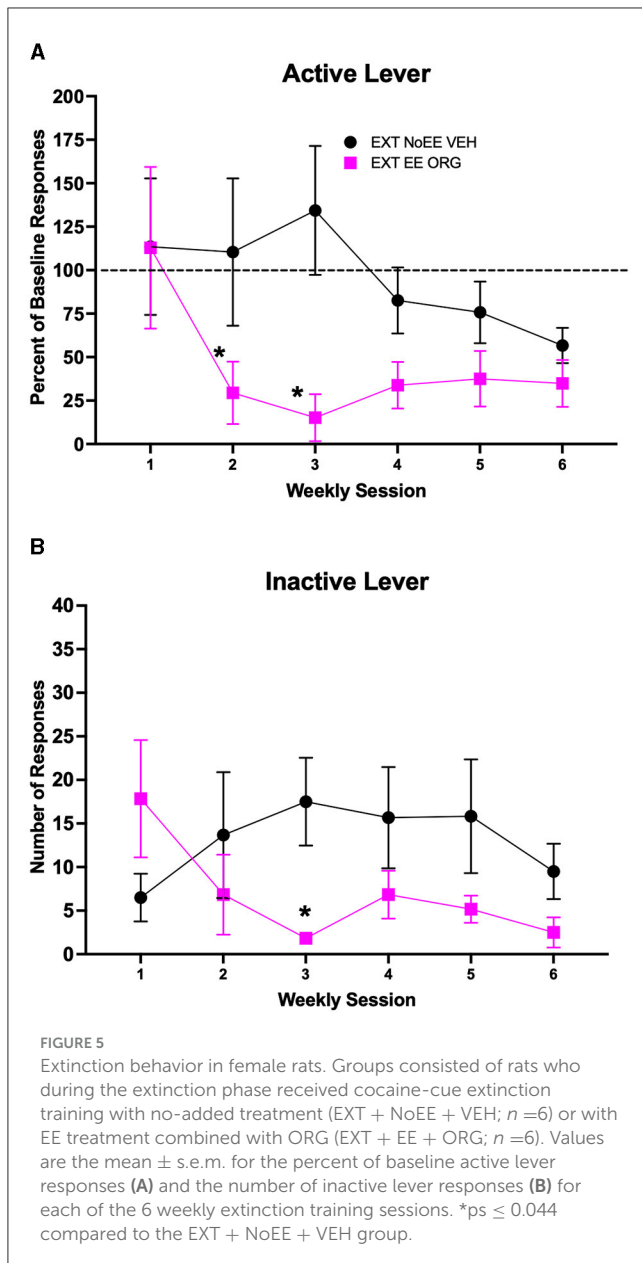 A
Active Lever
200
175
150
125
100
75
50
25
0
Percent of Baseline Responses
EXT NoEE VEH
EXT EE ORG
*
*
1 2 3 4 5 6
Weekly Session
B
Inactive Lever
40
35
30
25
20
15
10
5
0
Number of Responses
*
1 2 3 4 5 6
Weekly Session
FIGURE 5
Extinction behavior in female rats. Groups consisted of rats who
during the extinction phase received cocaine-cue extinction
training with no-added treatment (EXT + NoEE + VEH; n =6) or with
EE treatment combined with ORG (EXT + EE + ORG; n =6). Values
are the mean ± s.e.m. for the percent of baseline active lever
responses (A) and the number of inactive lever responses (B) for
each of the 6 weekly extinction training sessions. *ps ≤ 0.044
compared to the EXT + NoEE + VEH group.